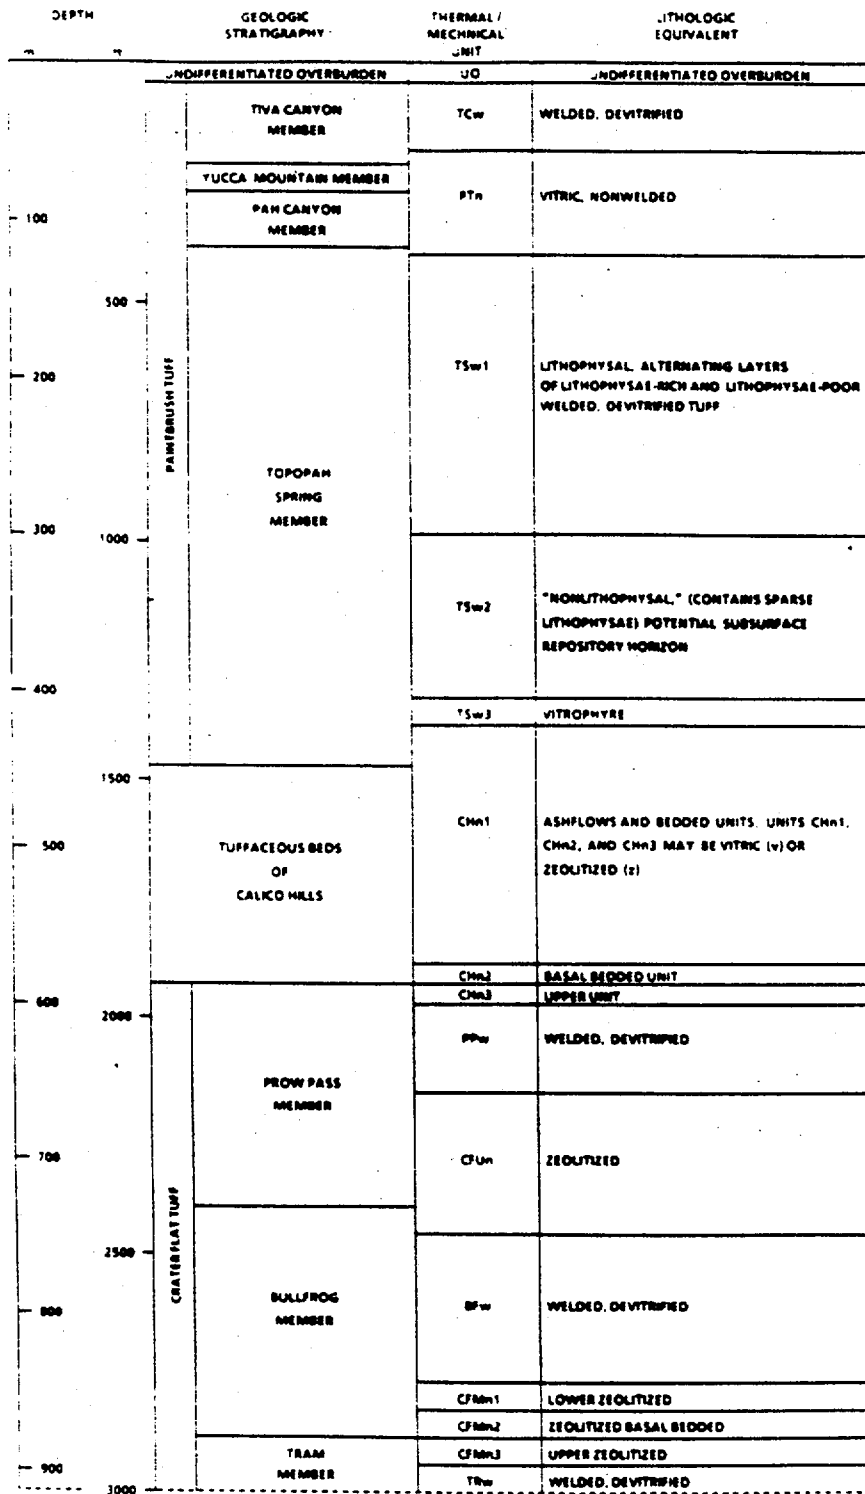 DEPTH
GEOLOGIC
STRATIGRAPHY
THERMAL /
MECHNICAL
UNIT
LITHOLOGIC
EQUIVALENT
UNDIFFERENTIATED OVERBURDEN
UO
UNDIFFERENTIATED OVERBURDEN
TIVA CANYON
MEMBER
TCw
WELDED, DEVITRIFIED
YUCCA MOUNTAIN MEMBER
PAH CANYON
MEMBER
PTn
VITRIC, NONWELDED
100
500
PAINTBRUSH TUFF
TSw1
LITHOPHYSAL, ALTERNATING LAYERS
OF LITHOPHYSAE-RICH AND LITHOPHYSAE-POOR
WELDED, DEVITRIFIED TUFF
200
TOPOPAH
SPRING
MEMBER
300
1000
TSw2
"NONLITHOPHYSAL," (CONTAINS SPARSE
LITHOPHYSAE) POTENTIAL SUBSURFACE
REPOSITORY HORIZON
400
TSw3
VITROPHYRE
1500
TUFFACEOUS BEDS
OF
CALICO HILLS
CHn1
ASHFLOWS AND BEDDED UNITS. UNITS CHn1,
CHn2, AND CHn3 MAY BE VITRIC (v) OR
ZEOLITIZED (z)
500
CHn2
BASAL BEDDED UNIT
CHn3
UPPER UNIT
600
2000
PPw
WELDED, DEVITRIFIED
PROW PASS
MEMBER
700
CFUn
ZEOLITIZED
CRATER FLAT TUFF
2500
BULLFROG
MEMBER
BFw
WELDED, DEVITRIFIED
800
CFMn1
LOWER ZEOLITIZED
CFMn2
ZEOLITIZED BASAL BEDDED
TRAM
MEMBER
CFMn3
UPPER ZEOLITIZED
900
3000
TRw
WELDED, DEVITRIFIED